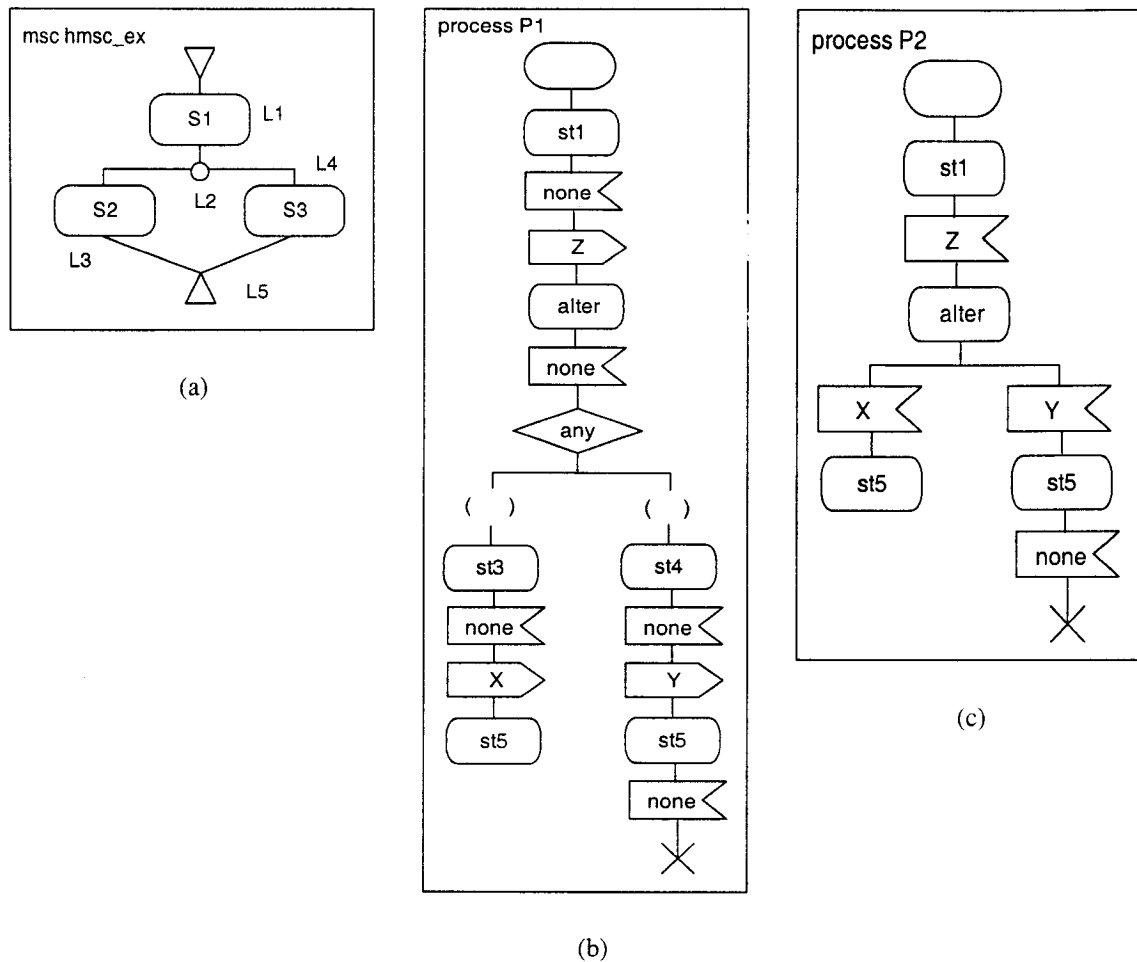 msc hmsc_ex
S1
L1
L4
L2
S2
S3
L3
L5
(a)
process P1
st1
none
Z
alter
none
any
( )
( )
st3
st4
none
none
X
Y
st5
st5
none
(b)
process P2
st1
Z
alter
X
Y
st5
st5
none
(c)